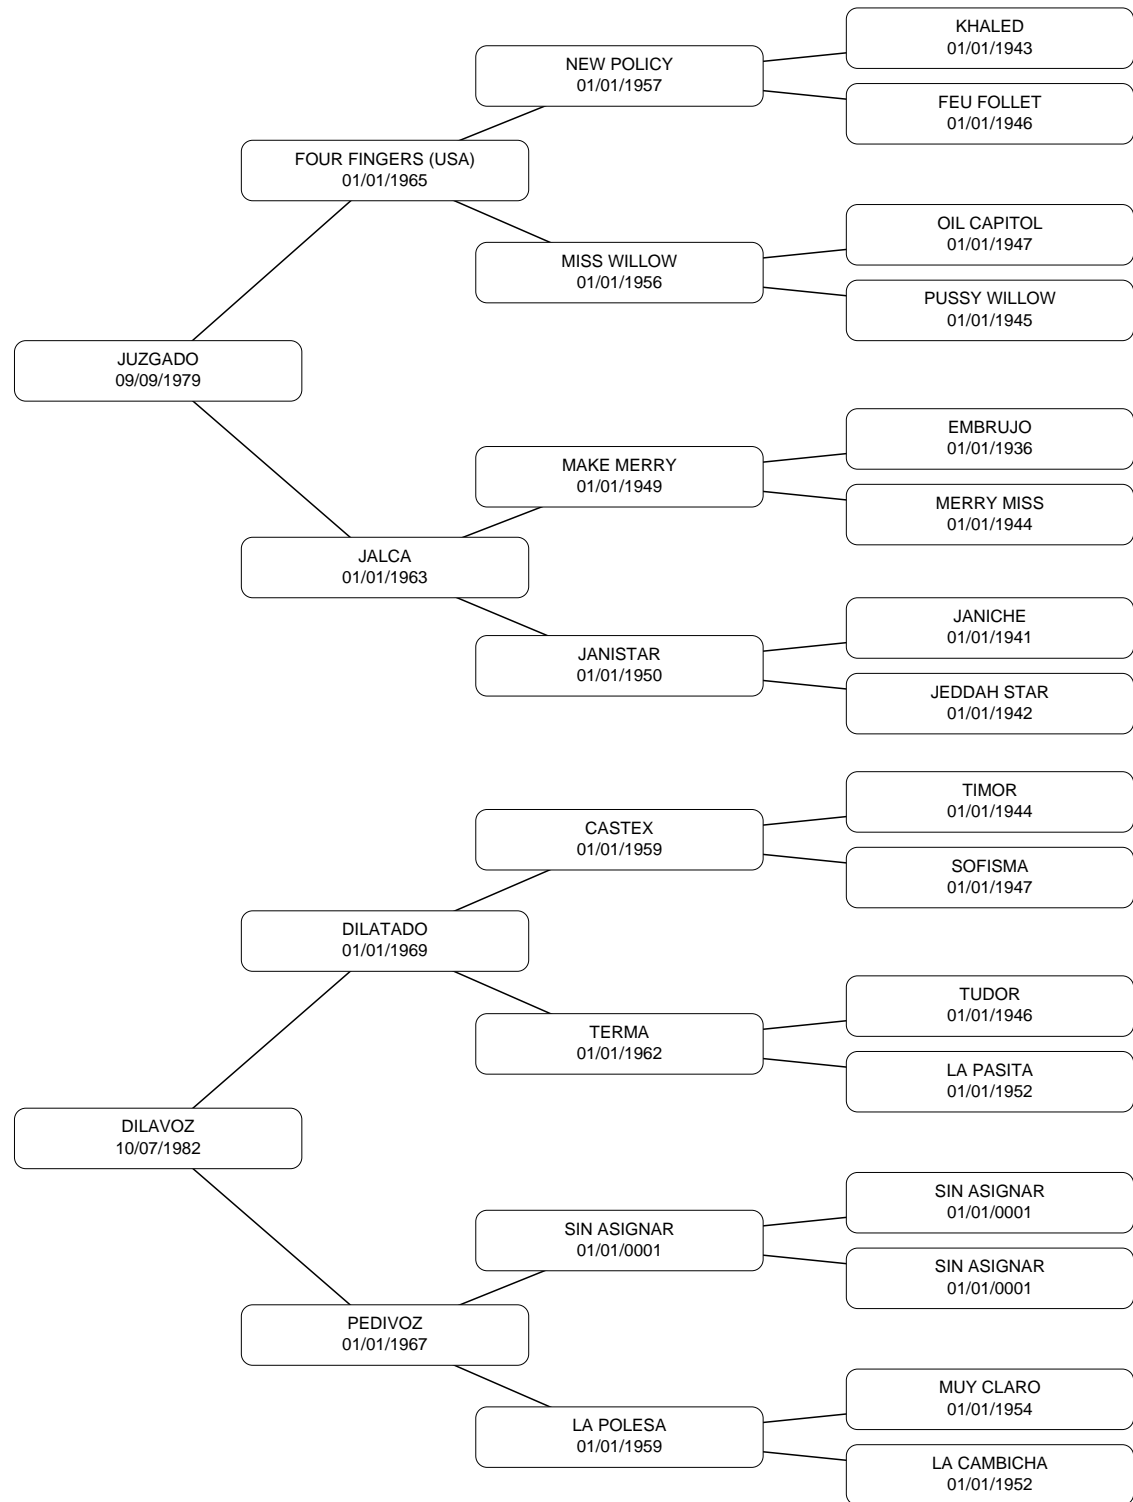 KHALED
01/01/1943
NEW POLICY
01/01/1957
FEU FOLLET
01/01/1946
FOUR FINGERS (USA)
01/01/1965
OIL CAPITOL
01/01/1947
MISS WILLOW
01/01/1956
PUSSY WILLOW
01/01/1945
JUZGADO
09/09/1979
EMBRUJO
01/01/1936
MAKE MERRY
01/01/1949
MERRY MISS
01/01/1944
JALCA
01/01/1963
JANICHE
01/01/1941
JANISTAR
01/01/1950
JEDDAH STAR
01/01/1942
TIMOR
01/01/1944
CASTEX
01/01/1959
SOFISMA
01/01/1947
DILATADO
01/01/1969
TUDOR
01/01/1946
TERMA
01/01/1962
LA PASITA
01/01/1952
DILAVOZ
10/07/1982
SIN ASIGNAR
01/01/0001
SIN ASIGNAR
01/01/0001
SIN ASIGNAR
01/01/0001
PEDIVOZ
01/01/1967
MUY CLARO
01/01/1954
LA POLESA
01/01/1959
LA CAMBICHA
01/01/1952